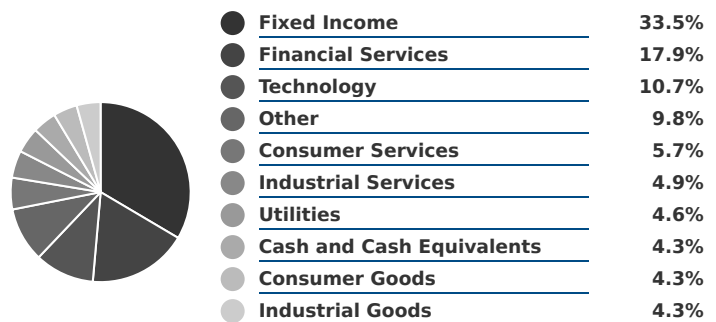 Fixed Income 33.5%
Financial Services 17.9%
Technology 10.7%
Other 9.8%
Consumer Services 5.7%
Industrial Services 4.9%
Utilities 4.6%
Cash and Cash Equivalents 4.3%
Consumer Goods 4.3%
Industrial Goods 4.3%